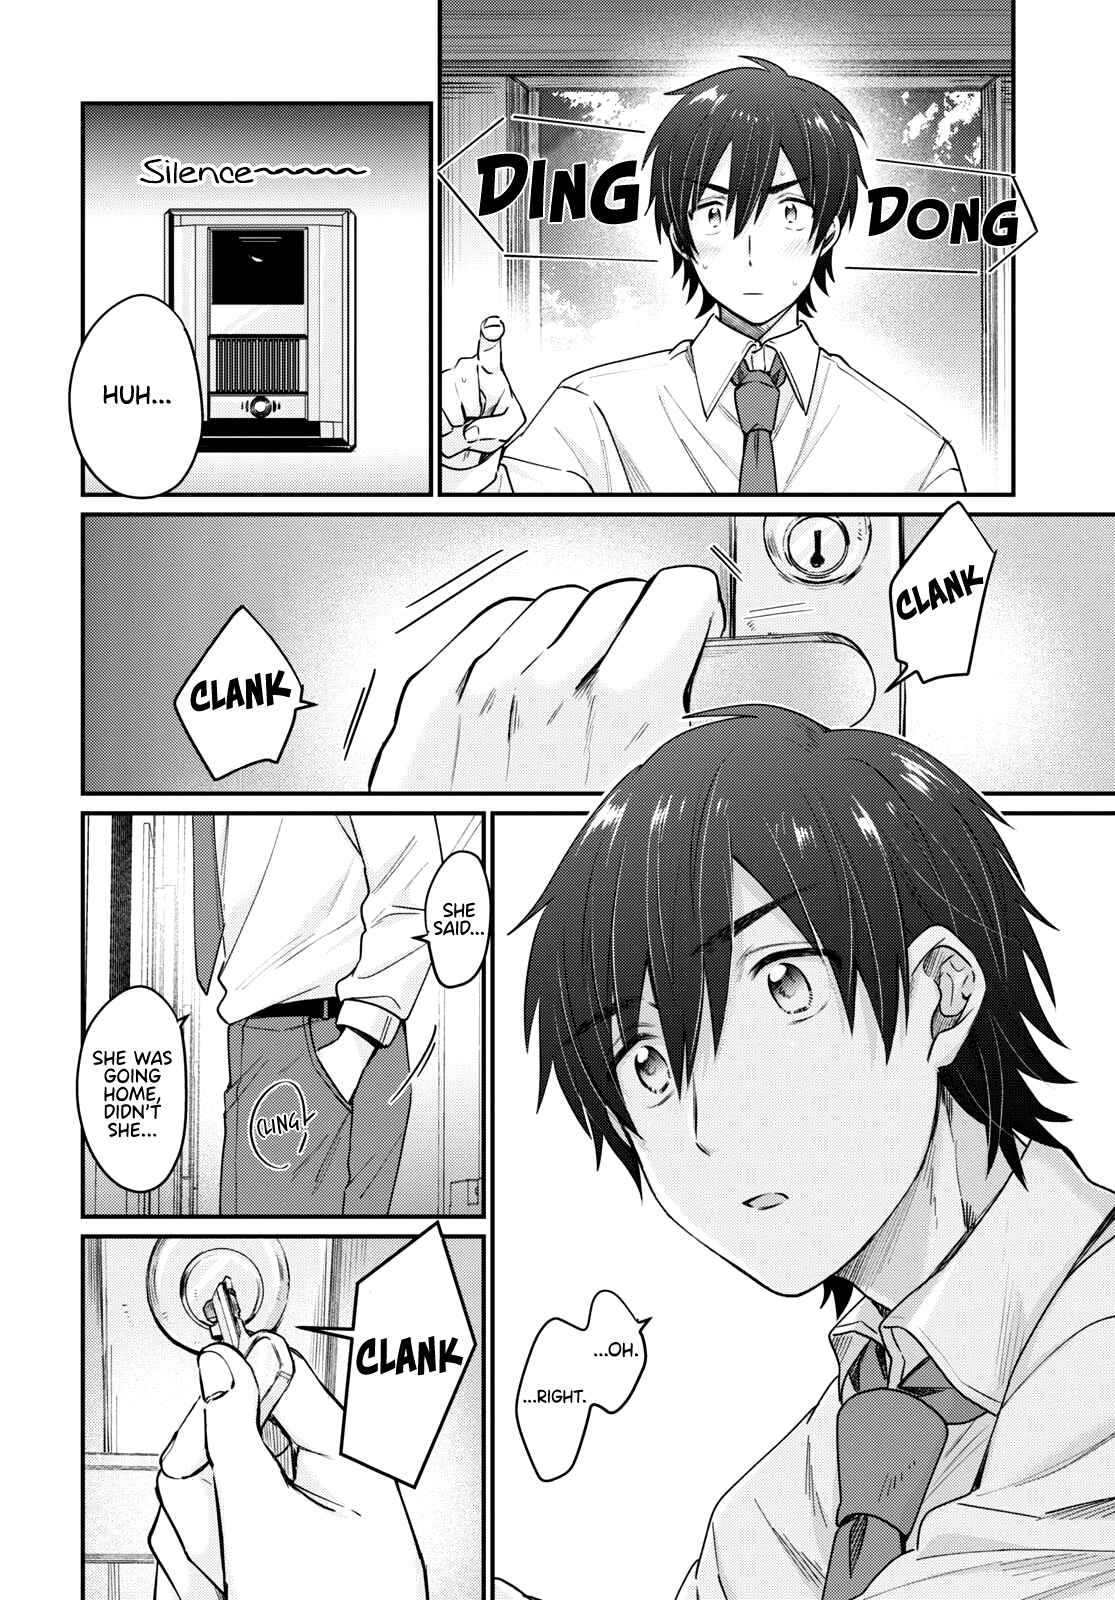 DING
DONG
Silence~~~~~
HUH...
CLANK
CLANK
...OH.
...RIGHT.
SHE
SAID...
SHE WAS
GOING
HOME,
DIDN'T
SHE...
CLING!
CLANK